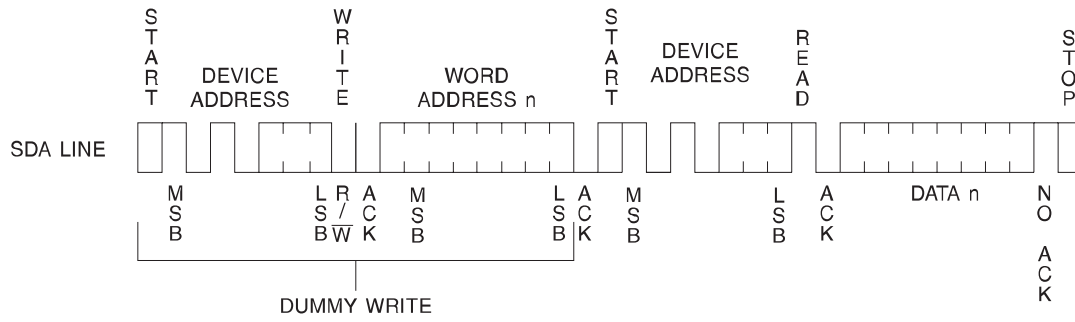 START
DEVICE
ADDRESS
WRITE
WORD
ADDRESS n
START
DEVICE
ADDRESS
READ
STOP
SDA LINE
MSB
LSB
R/W
ACK
MSB
LSB
ACK
MSB
LSB
ACK
DATA n
NO ACK
DUMMY WRITE